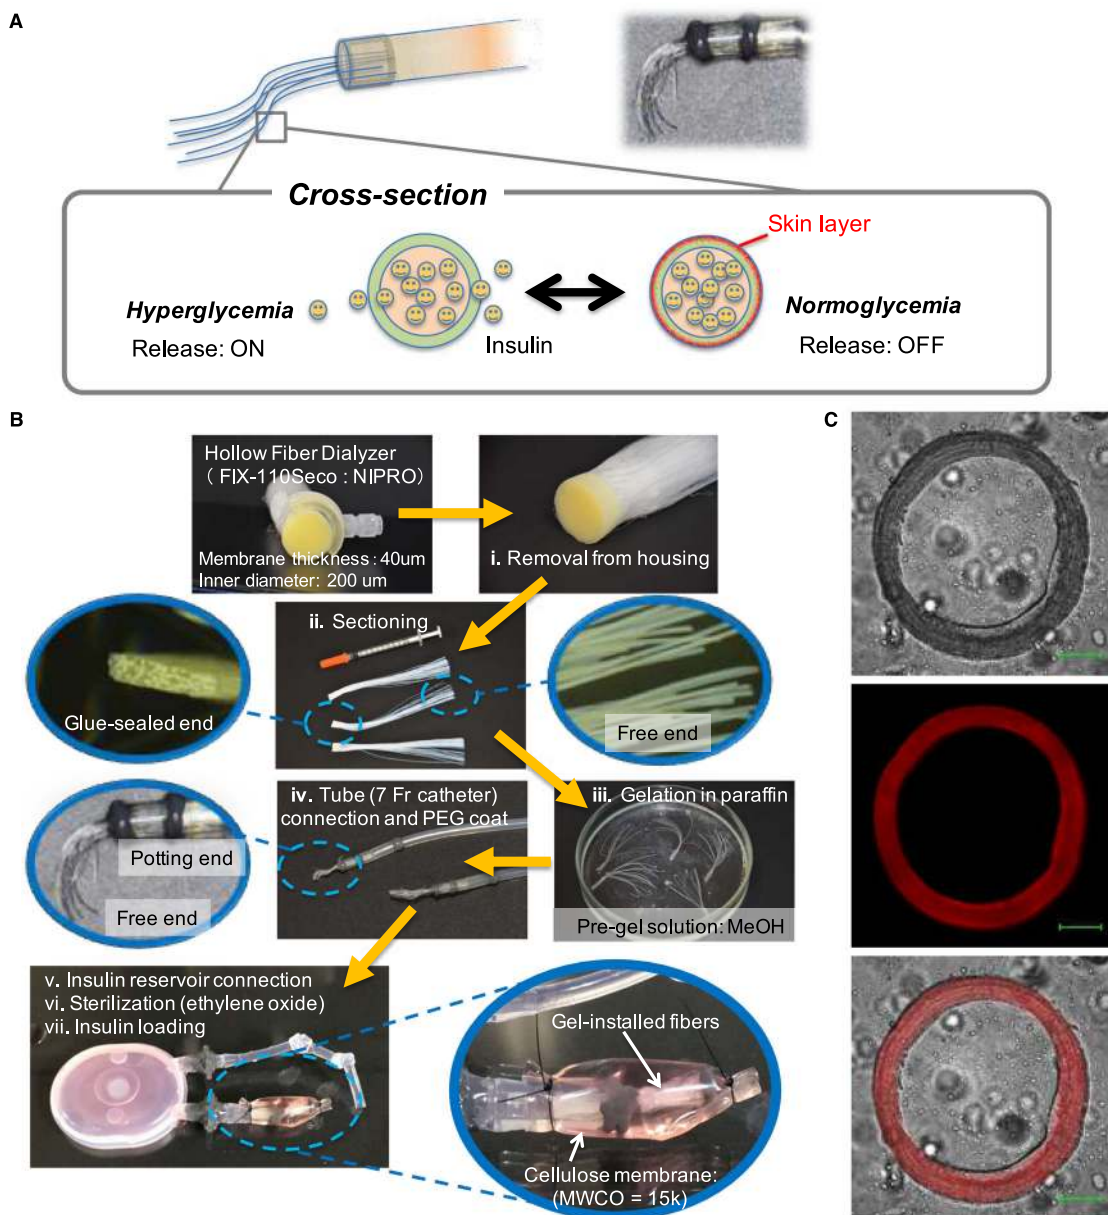 A
Cross-section
Skin layer
Hyperglycemia
Release: ON
Insulin
Normoglycemia
Release: OFF
B
Hollow Fiber Dialyzer
( FIX-110Seco : NIPRO)
Membrane thickness : 40um
Inner diameter: 200 um
i. Removal from housing
ii. Sectioning
Glue-sealed end
Free end
iv. Tube (7 Fr catheter)
connection and PEG coat
iii. Gelation in paraffin
Potting end
Free end
Pre-gel solution: MeOH
v. Insulin reservoir connection
vi. Sterilization (ethylene oxide)
vii. Insulin loading
Gel-installed fibers
Cellulose membrane:
(MWCO = 15k)
C